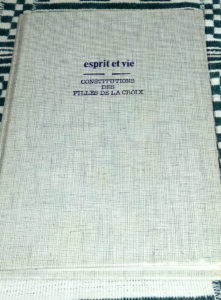 esprit et vie
CONSTITUTIONS
DES
FILLES DE LA CROIX